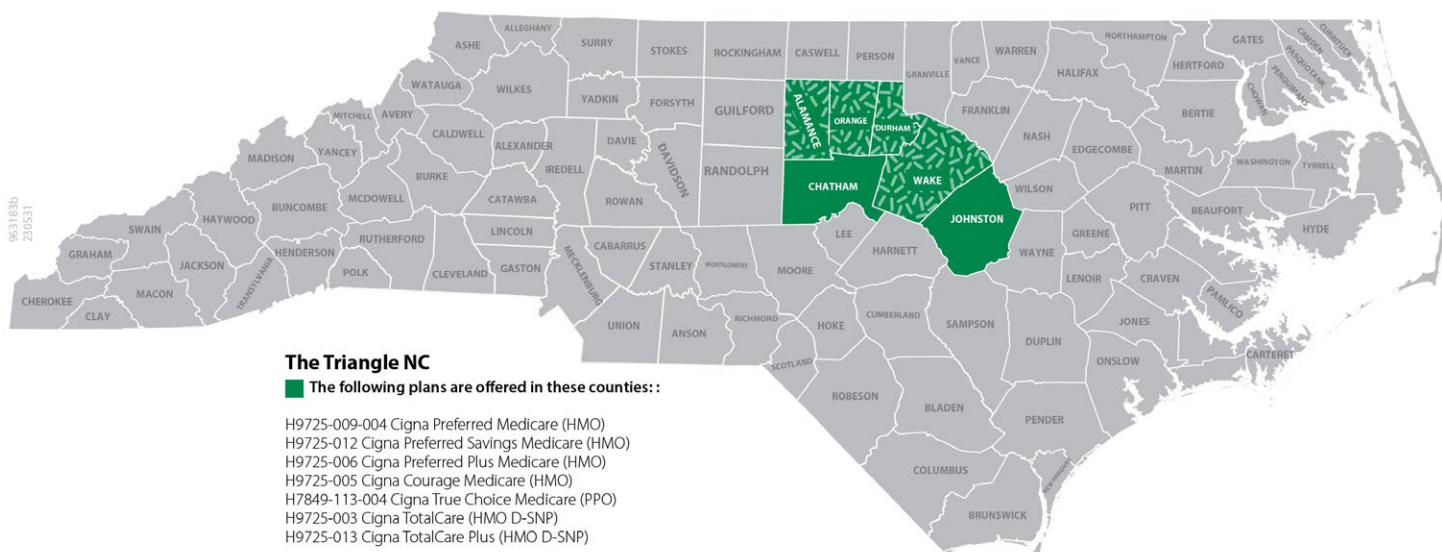 ALLEGHANY
ASHE
SURRY
STOKES
ROCKINGHAM
CASWELL
PERSON
GRANVILLE
VANCE
WARREN
NORTHAMPTON
GATES
CAMDEN
CURRITUCK
PASQUOTANK
PERQUIMANS
CHOWAN
HERTFORD
HALIFAX
WATAUGA
WILKES
YADKIN
FORSYTH
GUILFORD
ALAMANCE
ORANGE
DURHAM
FRANKLIN
NASH
EDGECOMBE
BERTIE
MITCHELL
AVERY
CALDWELL
ALEXANDER
IREDELL
DAVIE
DAVIDSON
RANDOLPH
CHATHAM
WAKE
WILSON
MARTIN
WASHINGTON
TYRRELL
MADISON
YANCEY
MCDOWELL
BURKE
CATAWBA
ROWAN
JOHNSTON
PITT
BEAUFORT
HYDE
963183b
230531
HAYWOOD
BUNCOMBE
SWAIN
GRAHAM
JACKSON
HENDERSON
RUTHERFORD
LINCOLN
CABARRUS
STANLEY
MONTGOMERY
MOORE
LEE
HARNETT
WAYNE
GREENE
LENOIR
CRAVEN
PAMLICO
CHEROKEE
CLAY
MACON
TRANSYLVANIA
POLK
CLEVELAND
GASTON
MECKLENBURG
UNION
ANSON
RICHMOND
SCOTLAND
HOKE
CUMBERLAND
SAMPSON
DUPLIN
JONES
ONSLOW
CARTERET
ROBESON
BLADEN
PENDER
COLUMBUS
NEW HANOVER
BRUNSWICK
The Triangle NC
The following plans are offered in these counties: :
H9725-009-004 Cigna Preferred Medicare (HMO)
H9725-012 Cigna Preferred Savings Medicare (HMO)
H9725-006 Cigna Preferred Plus Medicare (HMO)
H9725-005 Cigna Courage Medicare (HMO)
H7849-113-004 Cigna True Choice Medicare (PPO)
H9725-003 Cigna TotalCare (HMO D-SNP)
H9725-013 Cigna TotalCare Plus (HMO D-SNP)